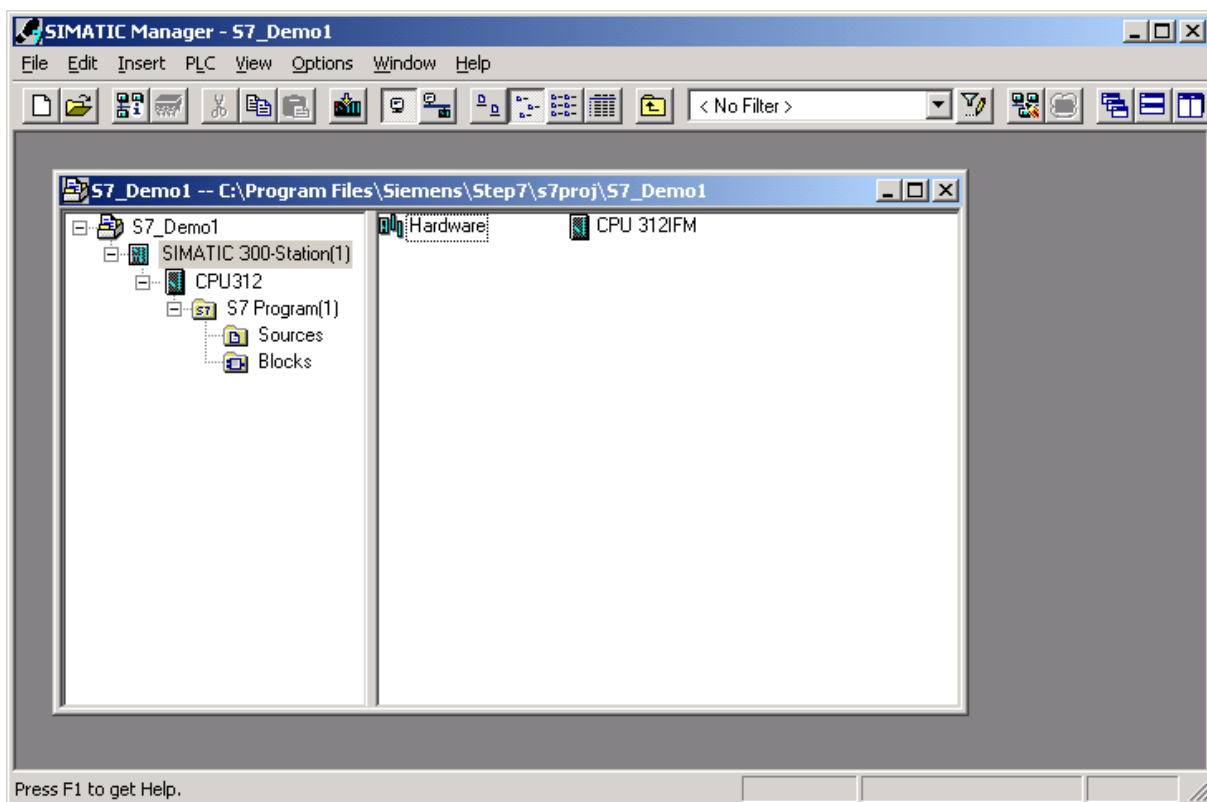 SIMATIC Manager - S7_Demo1
File Edit Insert PLC View Options Window Help
< No Filter >
S7_Demo1 -- C:\Program Files\Siemens\Step7\s7proj\S7_Demo1
S7_Demo1
SIMATIC 300-Station(1)
CPU312
S7 Program(1)
Sources
Blocks
Hardware CPU 312IFM
Press F1 to get Help.